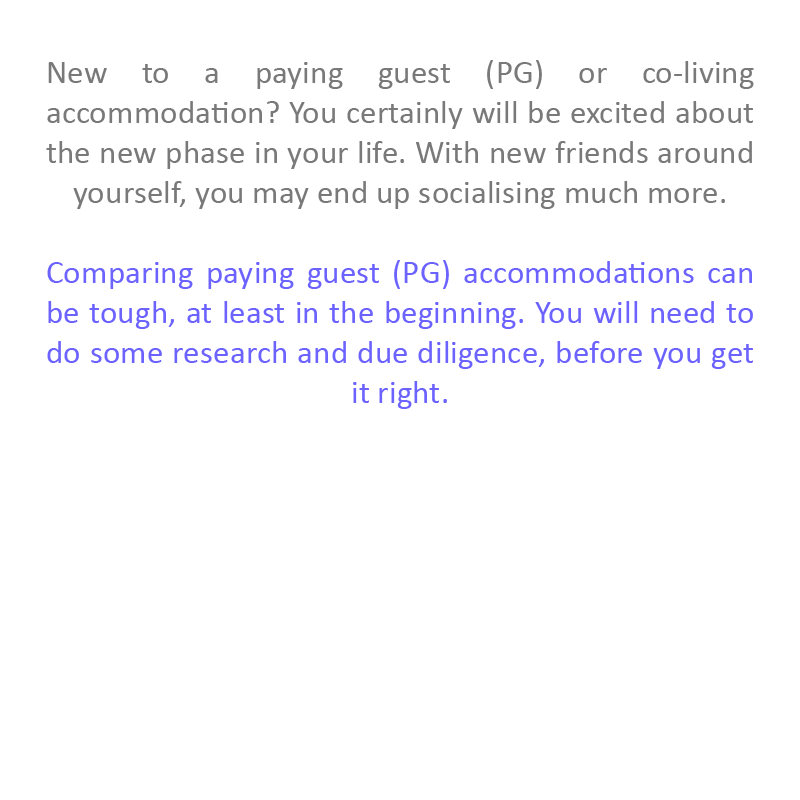 New to a paying guest (PG) or co-living
accommodation? You certainly will be excited about
the new phase in your life. With new friends around
yourself, you may end up socialising much more.
Comparing paying guest (PG) accommodations can
be tough, at least in the beginning. You will need to
do some research and due diligence, before you get
it right.